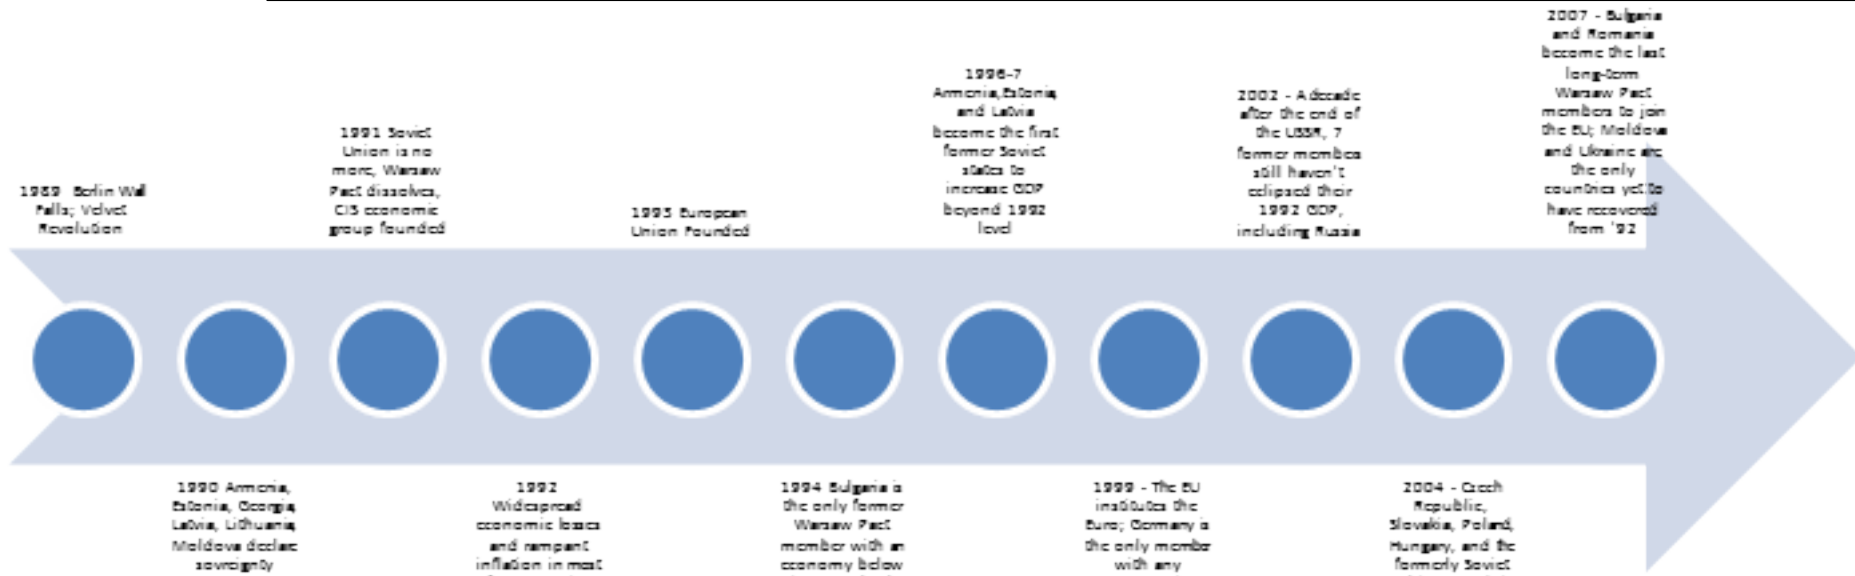 1989 Berlin Wall
Falls; Velvet
Revolution
1990 Armenia,
Estonia, Georgia,
Latvia, Lithuania,
Moldova declare
sovreignty
1991 Soviet
Union is no
more, Warsaw
Pact dissolves,
CIS economic
group founded
1992
Widespread
economic losses
and rampant
inflation in most
1993 European
Union Founded
1994 Bulgaria is
the only former
Warsaw Pact
member with an
economy below
1996-7
Armenia,Estonia,
and Latvia
become the first
former Soviet
states to
increase GDP
beyond 1992
level
1999 - The EU
institutes the
Euro; Germany is
the only member
with any
2002 - A decade
after the end of
the USSR, 7
former members
still haven't
eclipsed their
1992 GDP,
including Russia
2004 - Czech
Republic,
Slovakia, Poland,
Hungary, and the
formerly Soviet
2007 - Bulgaria
and Romania
become the last
long-term
Warsaw Pact
members to join
the EU; Moldova
and Ukraine are
the only
countries yet to
have recovered
from '92